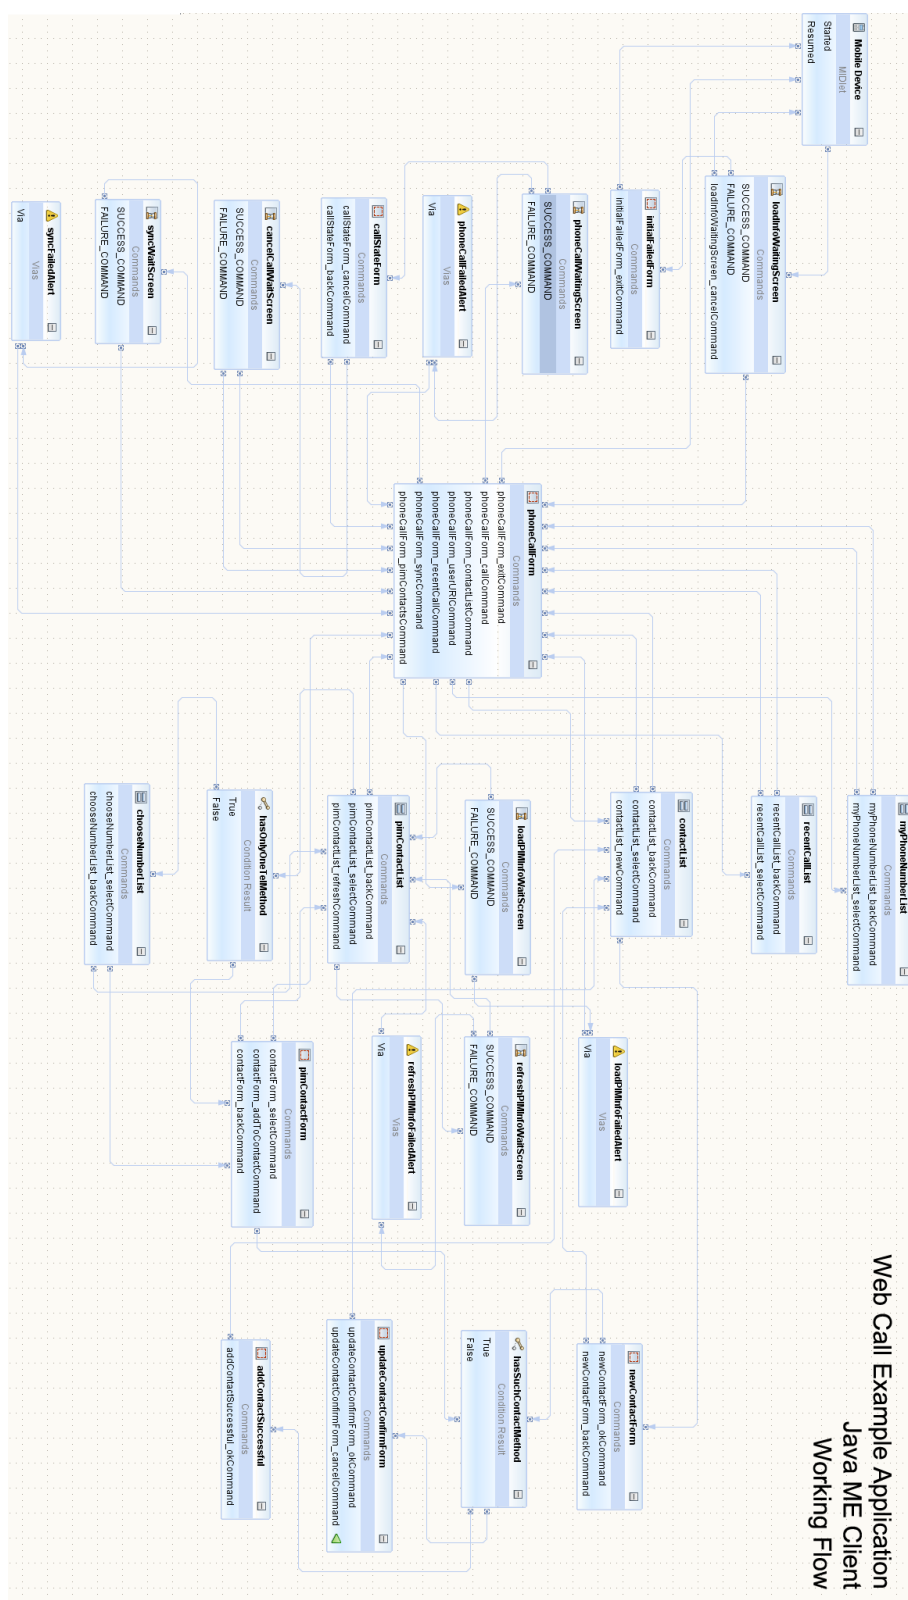 Web Call Example Application
Java ME Client
Working Flow
Mobile Device
MIDlet
Started
Resumed
loadInfoWaitingScreen
Commands
SUCCESS_COMMAND
FAILURE_COMMAND
loadInfoWaitingScreen_cancelCommand
initialFailedForm
Commands
initialFailedForm_exitCommand
phoneCallWaitingScreen
Commands
SUCCESS_COMMAND
FAILURE_COMMAND
phoneCallFailedAlert
Vias
Via
callStateForm
Commands
callStateForm_cancelCommand
callStateForm_backCommand
cancelCallWaitScreen
Commands
SUCCESS_COMMAND
FAILURE_COMMAND
syncWaitScreen
Commands
SUCCESS_COMMAND
FAILURE_COMMAND
syncFailedAlert
Vias
Via
phoneCallForm
Commands
phoneCallForm_exitCommand
phoneCallForm_callCommand
phoneCallForm_contactListCommand
phoneCallForm_userURICommand
phoneCallForm_recentCallCommand
phoneCallForm_syncCommand
phoneCallForm_pimContactsCommand
myPhoneNumberList
myPhoneNumberList_backCommand
myPhoneNumberList_selectCommand
recentCallList
Commands
recentCallList_backCommand
recentCallList_selectCommand
contactList
Commands
contactList_backCommand
contactList_selectCommand
contactList_newCommand
loadPIMInfoWaitScreen
Commands
SUCCESS_COMMAND
FAILURE_COMMAND
pimContactList
Commands
pimContactList_backCommand
pimContactList_selectCommand
pimContactList_refreshCommand
hasOnlyOneTelMethod
Condition Result
True
False
chooseNumberList
Commands
chooseNumberList_selectCommand
chooseNumberList_backCommand
loadPIMInfoFailedAlert
Vias
Via
refreshPIMInfoWaitScreen
Commands
SUCCESS_COMMAND
FAILURE_COMMAND
refreshPIMInfoFailedAlert
Vias
Via
pimContactForm
Commands
contactForm_selectCommand
contactForm_addToContactCommand
contactForm_backCommand
newContactForm
Commands
newContactForm_okCommand
newContactForm_backCommand
hasSuchContactMethod
Condition Result
True
False
updateContactConfirmForm
Commands
updateContactConfirmForm_okCommand
updateContactConfirmForm_cancelCommand
addContactSuccessful
Commands
addContactSuccessful_okCommand